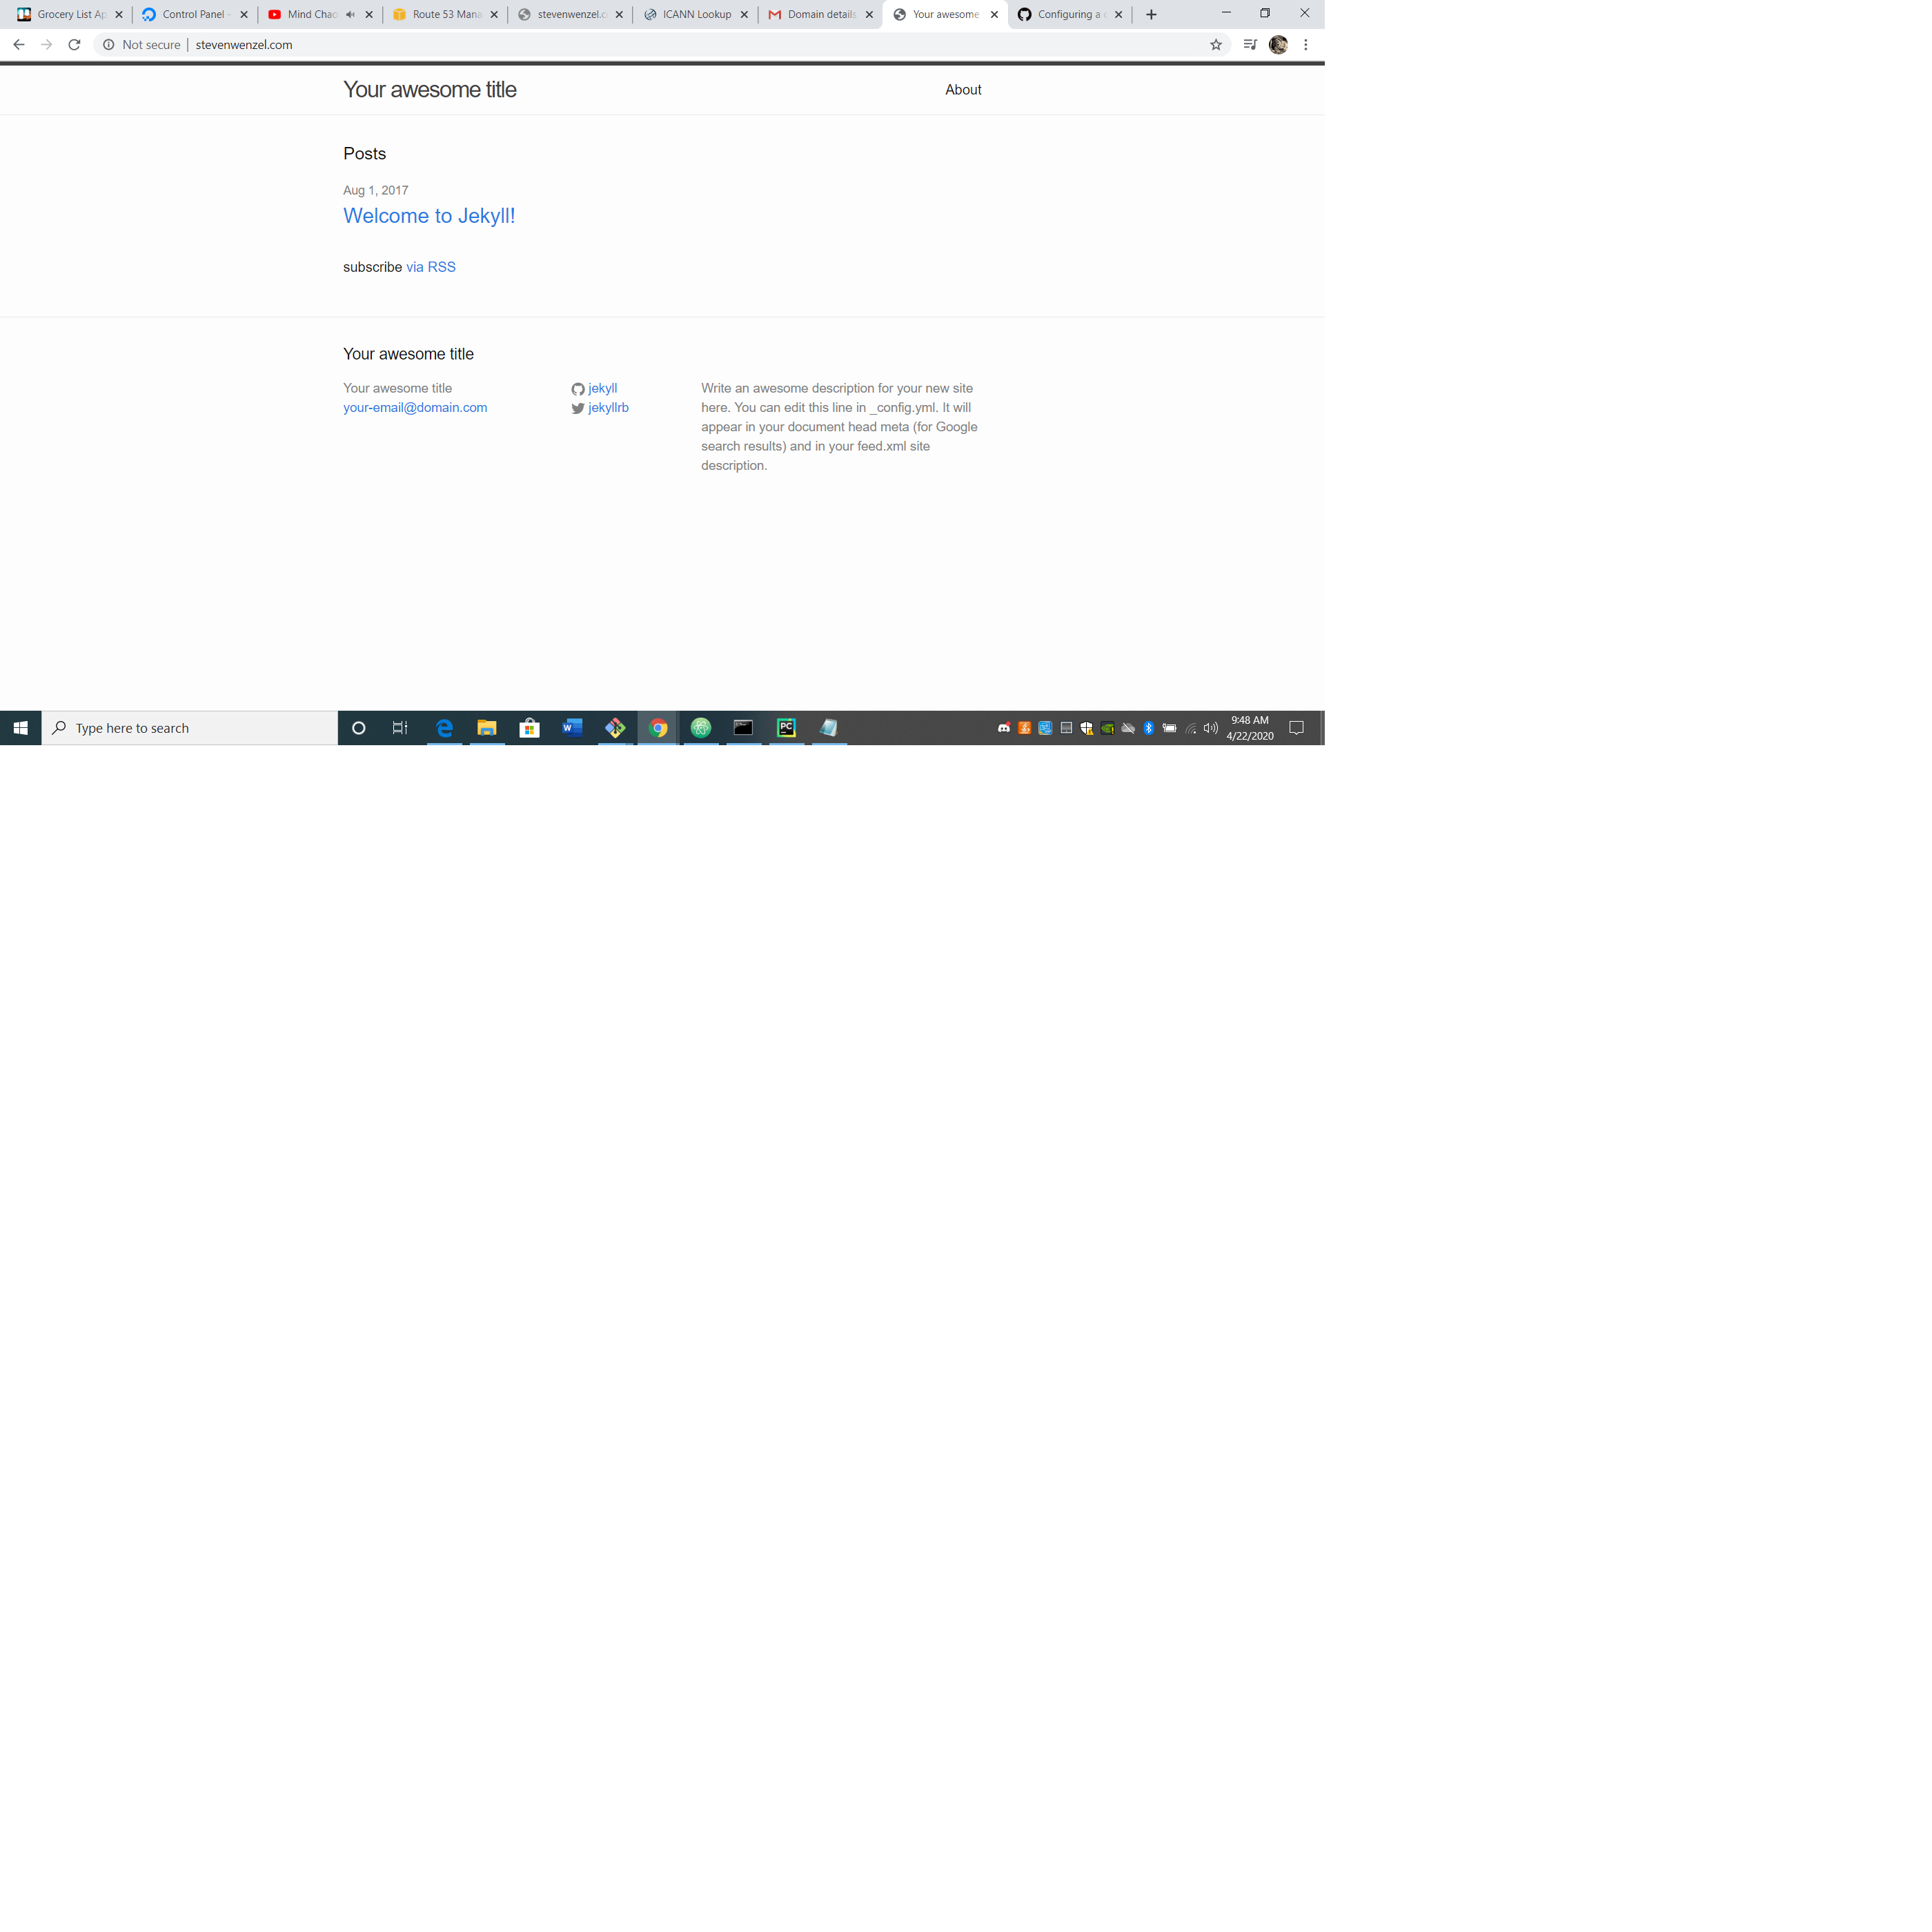 Grocery List Ap
Control Panel -
Mind Chao
Route 53 Mana
stevenwenzel.c
ICANN Lookup
Domain details
Your awesome
Configuring a c
Not secure | stevenwenzel.com
Your awesome title
About
Posts
Aug 1, 2017
Welcome to Jekyll!
subscribe via RSS
Your awesome title
Your awesome title
your-email@domain.com
jekyll
jekyllrb
Write an awesome description for your new site
here. You can edit this line in _config.yml. It will
appear in your document head meta (for Google
search results) and in your feed.xml site
description.
Type here to search
W
PC
9:48 AM
4/22/2020